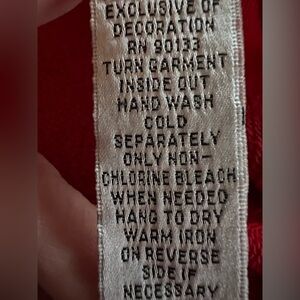 EXCLUSIVE OF
DECORATION
RN 90133
TURN GARMENT
INSIDE OUT
HAND WASH
COLD
SEPARATELY
ONLY NON-
CHLORINE BLEACH
WHEN NEEDED
HANG TO DRY
WARM IRON
ON REVERSE
SIDE IF
NECESSARY